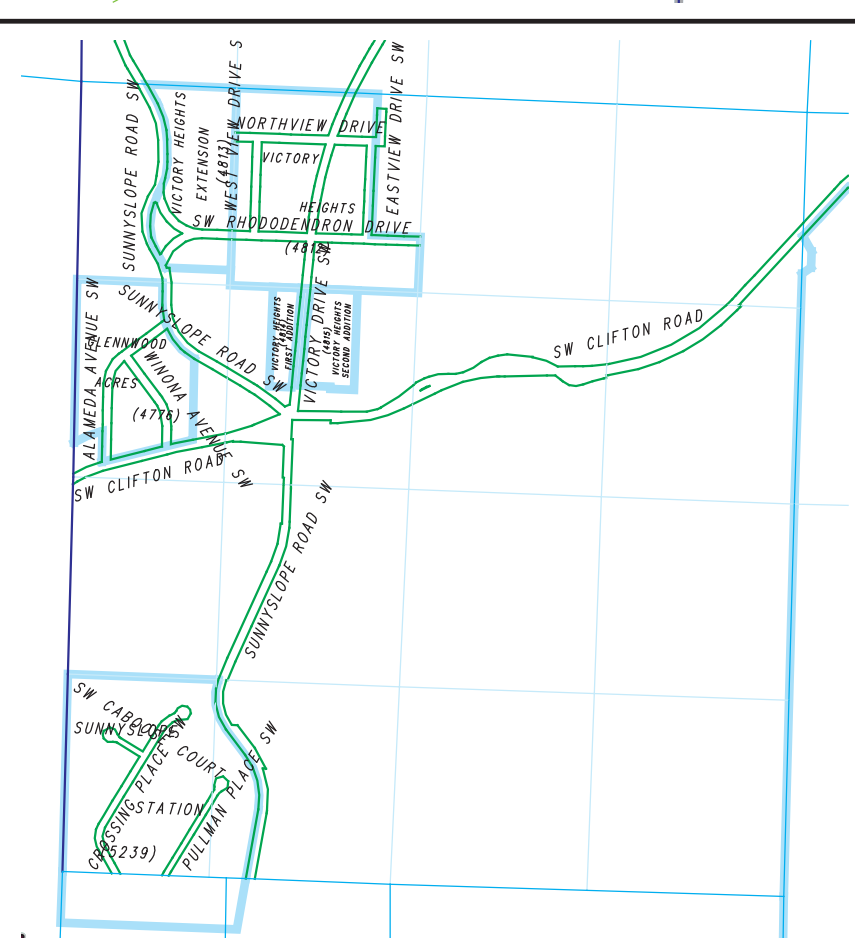 SUNNYSLOPE ROAD SW
VICTORY HEIGHTS
EXTENSION
(4813)
WEST VIEW DRIVE S
EASTVIEW DRIVE SW
NORTHVIEW DRIVE
VICTORY
HEIGHTS
SW RHODODENDRON DRIVE
ALAMEDA AVENUE SW
SUNNYSLOPE ROAD SW
VICTORY HEIGHTS
FIRST ADDITION
VICTORY DRIVE SW
(4815)
VICTORY HEIGHTS
SECOND ADDITION
SW CLIFTON ROAD
GLENNWOOD
ACRES
(4776)
WINONA AVENUE SW
SW CLIFTON ROAD
SUNNYSLOPE ROAD SW
SW CABOOSE COURT
SUNNYSLOPE
STATION
(5239)
CROSSING PLACE SW
PULLMAN PLACE SW